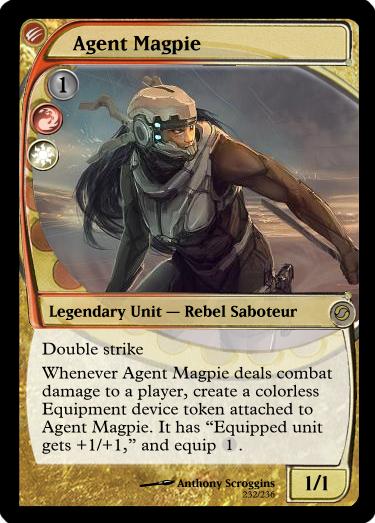 Agent Magpie
1
Legendary Unit — Rebel Saboteur
Double strike
Whenever Agent Magpie deals combat
damage to a player, create a colorless
Equipment device token attached to
Agent Magpie. It has “Equipped unit
gets +1/+1,” and equip 1 .
Anthony Scroggins
232/236
1/1